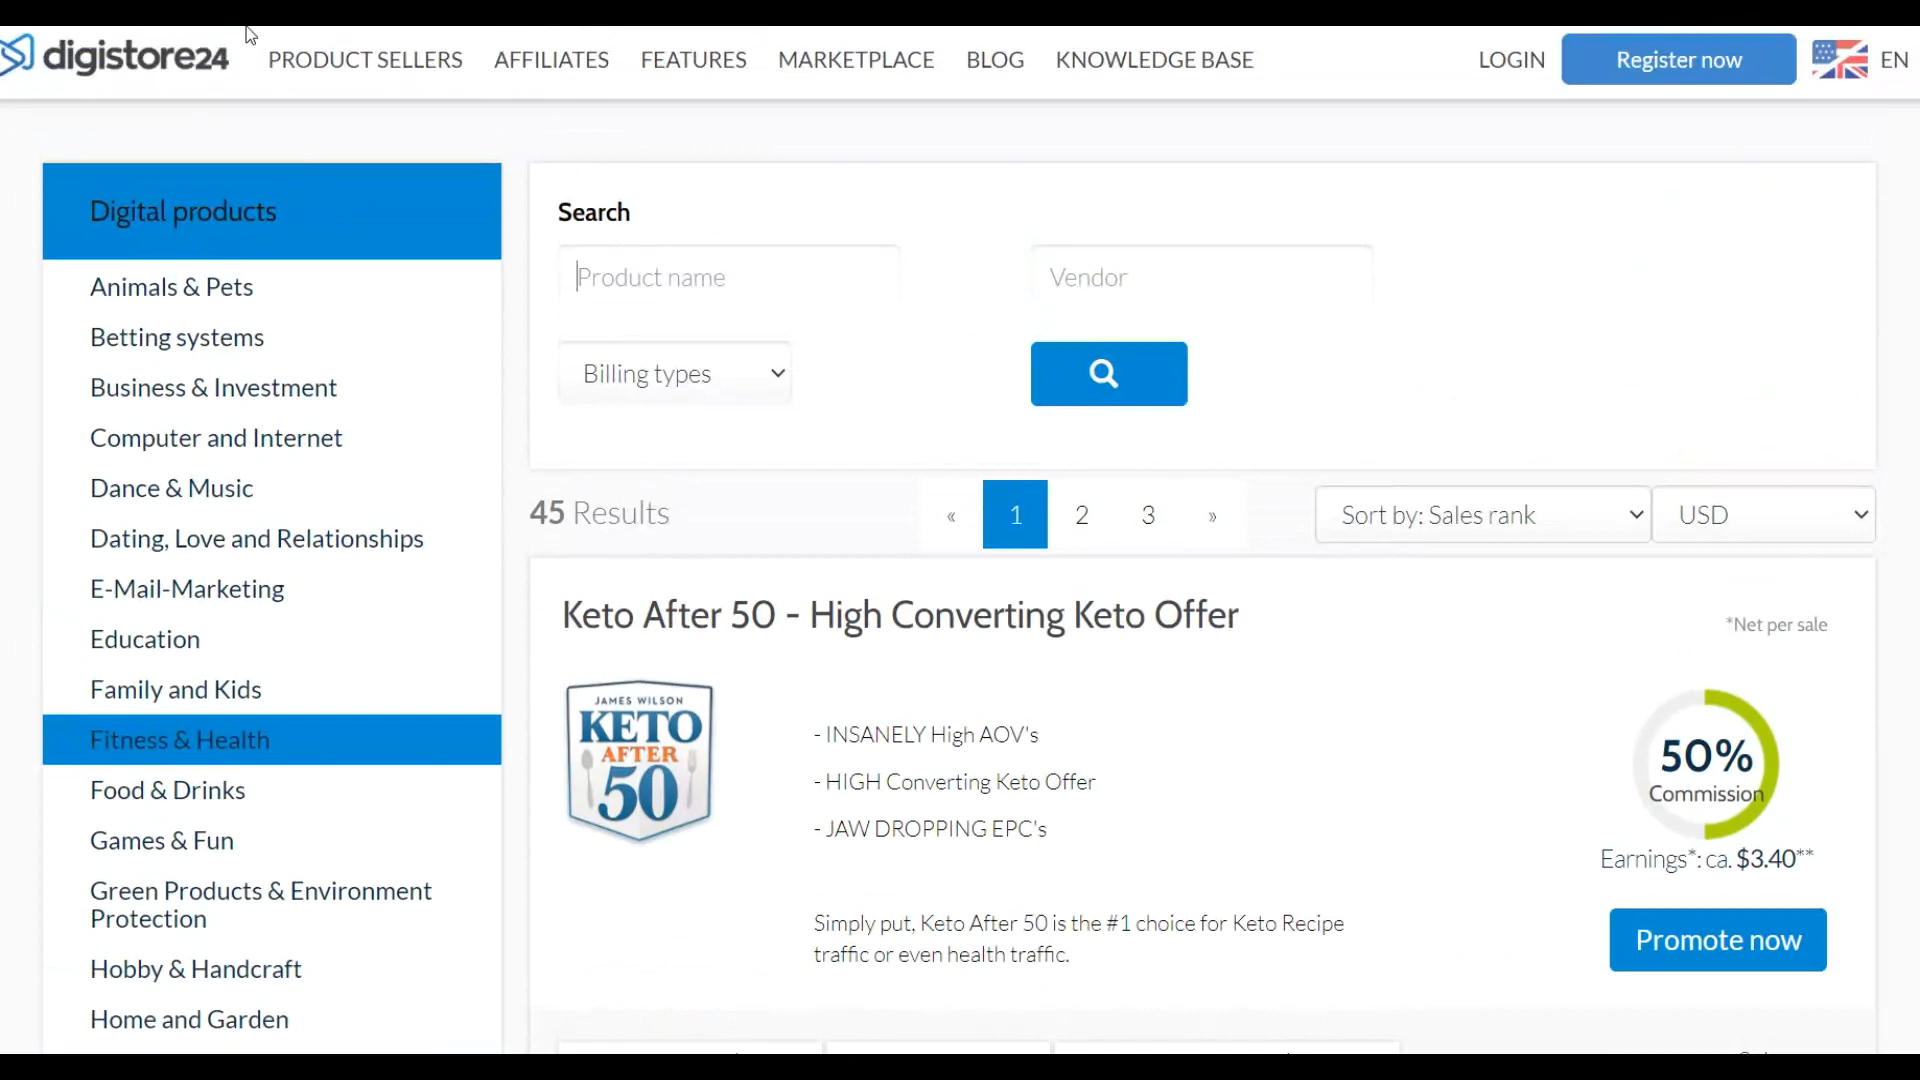 digistore24
PRODUCT SELLERS
AFFILIATES
FEATURES
MARKETPLACE
BLOG
KNOWLEDGE BASE
LOGIN
Register now
EN
Digital products
Animals & Pets
Betting systems
Business & Investment
Computer and Internet
Dance & Music
Dating, Love and Relationships
E-Mail-Marketing
Education
Family and Kids
Fitness & Health
Food & Drinks
Games & Fun
Green Products & Environment
Protection
Hobby & Handcraft
Home and Garden
Search
Product name
Vendor
Billing types
45 Results
« 1 2 3 »
Sort by: Sales rank
USD
Keto After 50 - High Converting Keto Offer
*Net per sale
JAMES WILSON
KETO
AFTER
50
- INSANELY High AOV's
- HIGH Converting Keto Offer
- JAW DROPPING EPC's
Simply put, Keto After 50 is the #1 choice for Keto Recipe
traffic or even health traffic.
50%
Commission
Earnings*: ca. $3.40**
Promote now